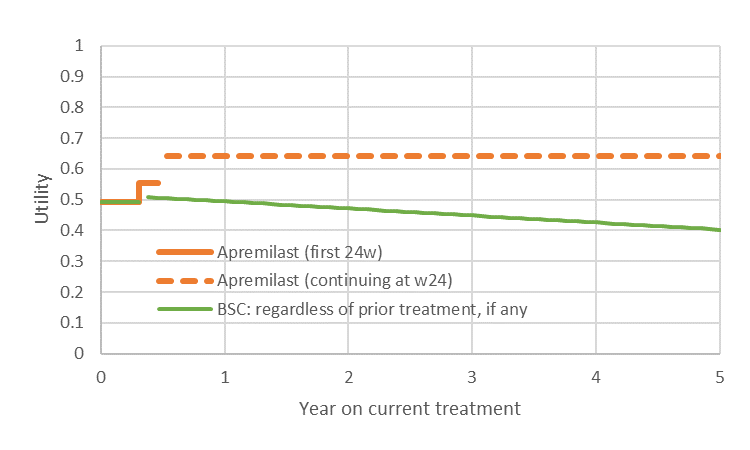 1
0.9
0.8
0.7
0.6
0.5
0.4
0.3
0.2
0.1
0
Utility
Apremilast (first 24w)
Apremilast (continuing at w24)
BSC: regardless of prior treatment, if any
0 1 2 3 4 5
Year on current treatment